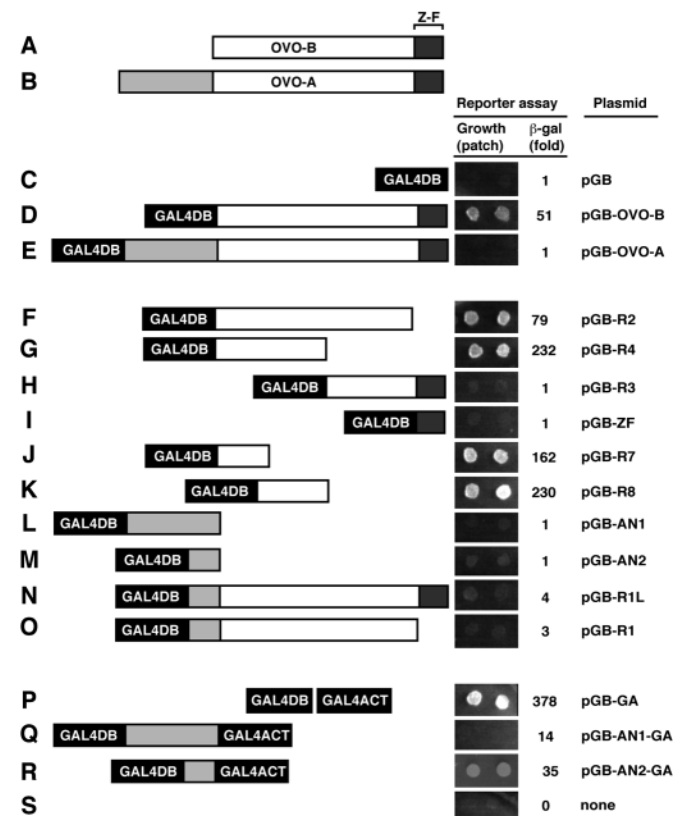 Z-F
A OVO-B
B OVO-A
Reporter assay Plasmid
Growth (patch) β-gal (fold)
C GAL4DB 1 pGB
D GAL4DB 51 pGB-OVO-B
E GAL4DB 1 pGB-OVO-A
F GAL4DB 79 pGB-R2
G GAL4DB 232 pGB-R4
H GAL4DB 1 pGB-R3
I GAL4DB 1 pGB-ZF
J GAL4DB 162 pGB-R7
K GAL4DB 230 pGB-R8
L GAL4DB 1 pGB-AN1
M GAL4DB 1 pGB-AN2
N GAL4DB 4 pGB-R1L
O GAL4DB 3 pGB-R1
P GAL4DB GAL4ACT 378 pGB-GA
Q GAL4DB GAL4ACT 14 pGB-AN1-GA
R GAL4DB GAL4ACT 35 pGB-AN2-GA
S 0 none